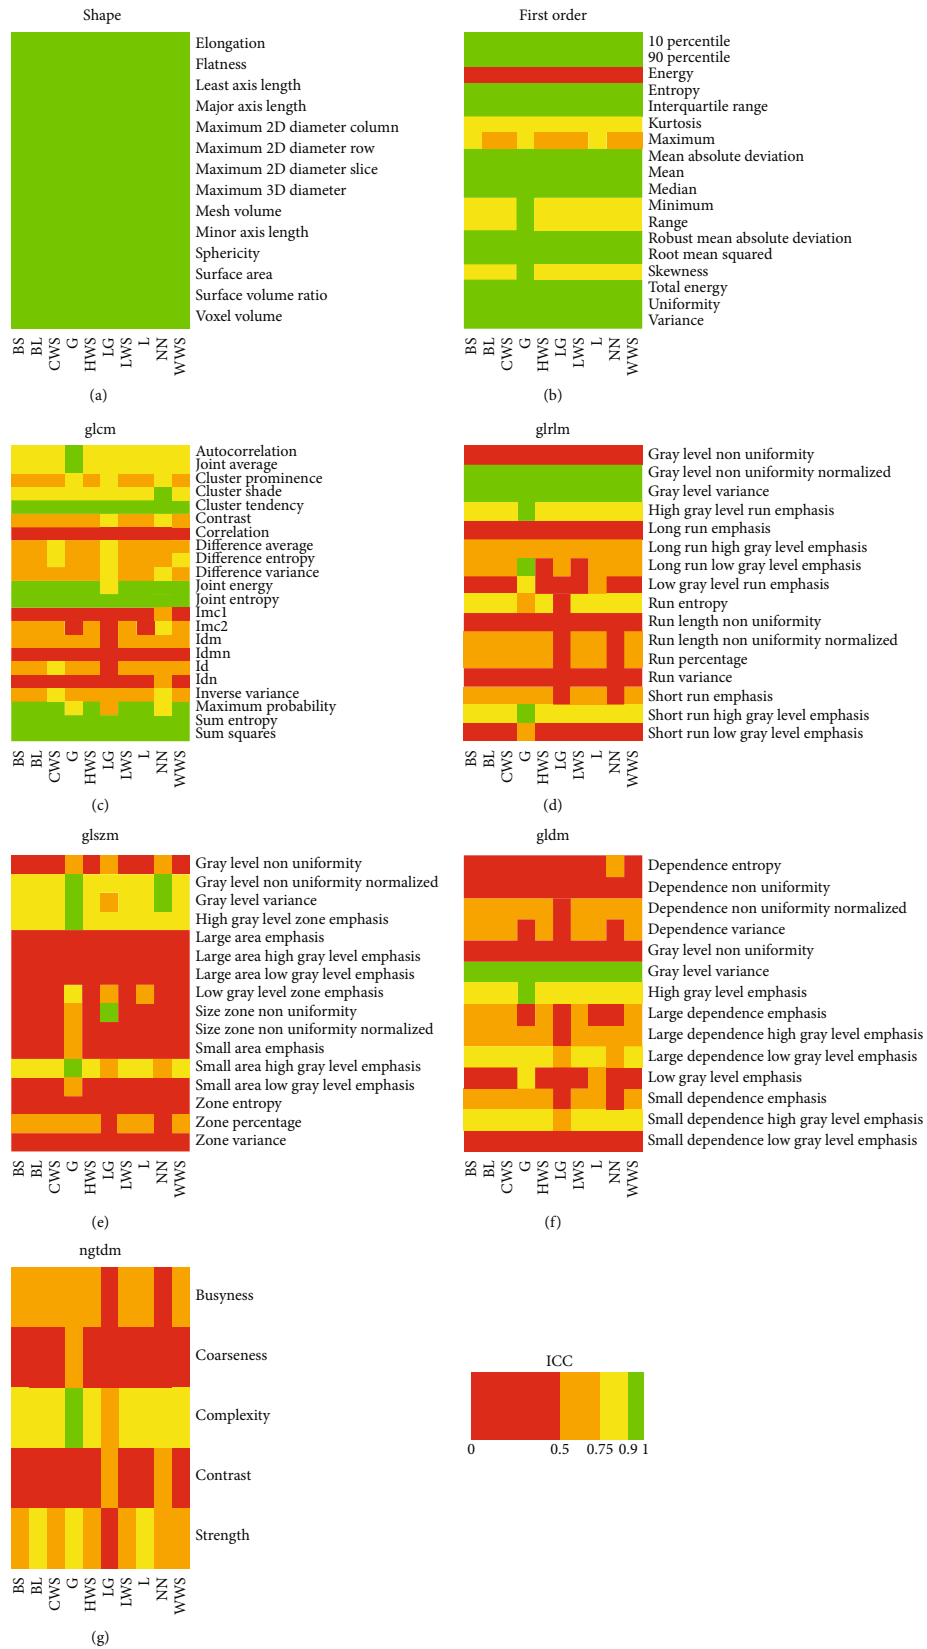 Shape
Elongation
Flatness
Least axis length
Major axis length
Maximum 2D diameter column
Maximum 2D diameter row
Maximum 2D diameter slice
Maximum 3D diameter
Mesh volume
Minor axis length
Sphericity
Surface area
Surface volume ratio
Voxel volume
BS BL CWS G HWS LG LWS L NN WWS
(a)
First order
10 percentile
90 percentile
Energy
Entropy
Interquartile range
Kurtosis
Maximum
Mean absolute deviation
Mean
Median
Minimum
Range
Robust mean absolute deviation
Root mean squared
Skewness
Total energy
Uniformity
Variance
BS BL CWS G HWS LG LWS L NN WWS
(b)
glcm
Autocorrelation
Joint average
Cluster prominence
Cluster shade
Cluster tendency
Contrast
Correlation
Difference average
Difference entropy
Difference variance
Joint energy
Joint entropy
Imc1
Imc2
Idm
Idmn
Id
Idn
Inverse variance
Maximum probability
Sum entropy
Sum squares
BS BL CWS G HWS LG LWS L NN WWS
(c)
glrlm
Gray level non uniformity
Gray level non uniformity normalized
Gray level variance
High gray level run emphasis
Long run emphasis
Long run high gray level emphasis
Long run low gray level emphasis
Low gray level run emphasis
Run entropy
Run length non uniformity
Run length non uniformity normalized
Run percentage
Run variance
Short run emphasis
Short run high gray level emphasis
Short run low gray level emphasis
BS BL CWS G HWS LG LWS L NN WWS
(d)
glszm
Gray level non uniformity
Gray level non uniformity normalized
Gray level variance
High gray level zone emphasis
Large area emphasis
Large area high gray level emphasis
Large area low gray level emphasis
Low gray level zone emphasis
Size zone non uniformity
Size zone non uniformity normalized
Small area emphasis
Small area high gray level emphasis
Small area low gray level emphasis
Zone entropy
Zone percentage
Zone variance
BS BL CWS G HWS LG LWS L NN WWS
(e)
gldm
Dependence entropy
Dependence non uniformity
Dependence non uniformity normalized
Dependence variance
Gray level non uniformity
Gray level variance
High gray level emphasis
Large dependence emphasis
Large dependence high gray level emphasis
Large dependence low gray level emphasis
Low gray level emphasis
Small dependence emphasis
Small dependence high gray level emphasis
Small dependence low gray level emphasis
BS BL CWS G HWS LG LWS L NN WWS
(f)
ngtdm
Busyness
Coarseness
Complexity
Contrast
Strength
BS BL CWS G HWS LG LWS L NN WWS
(g)
ICC
0 0.5 0.75 0.9 1